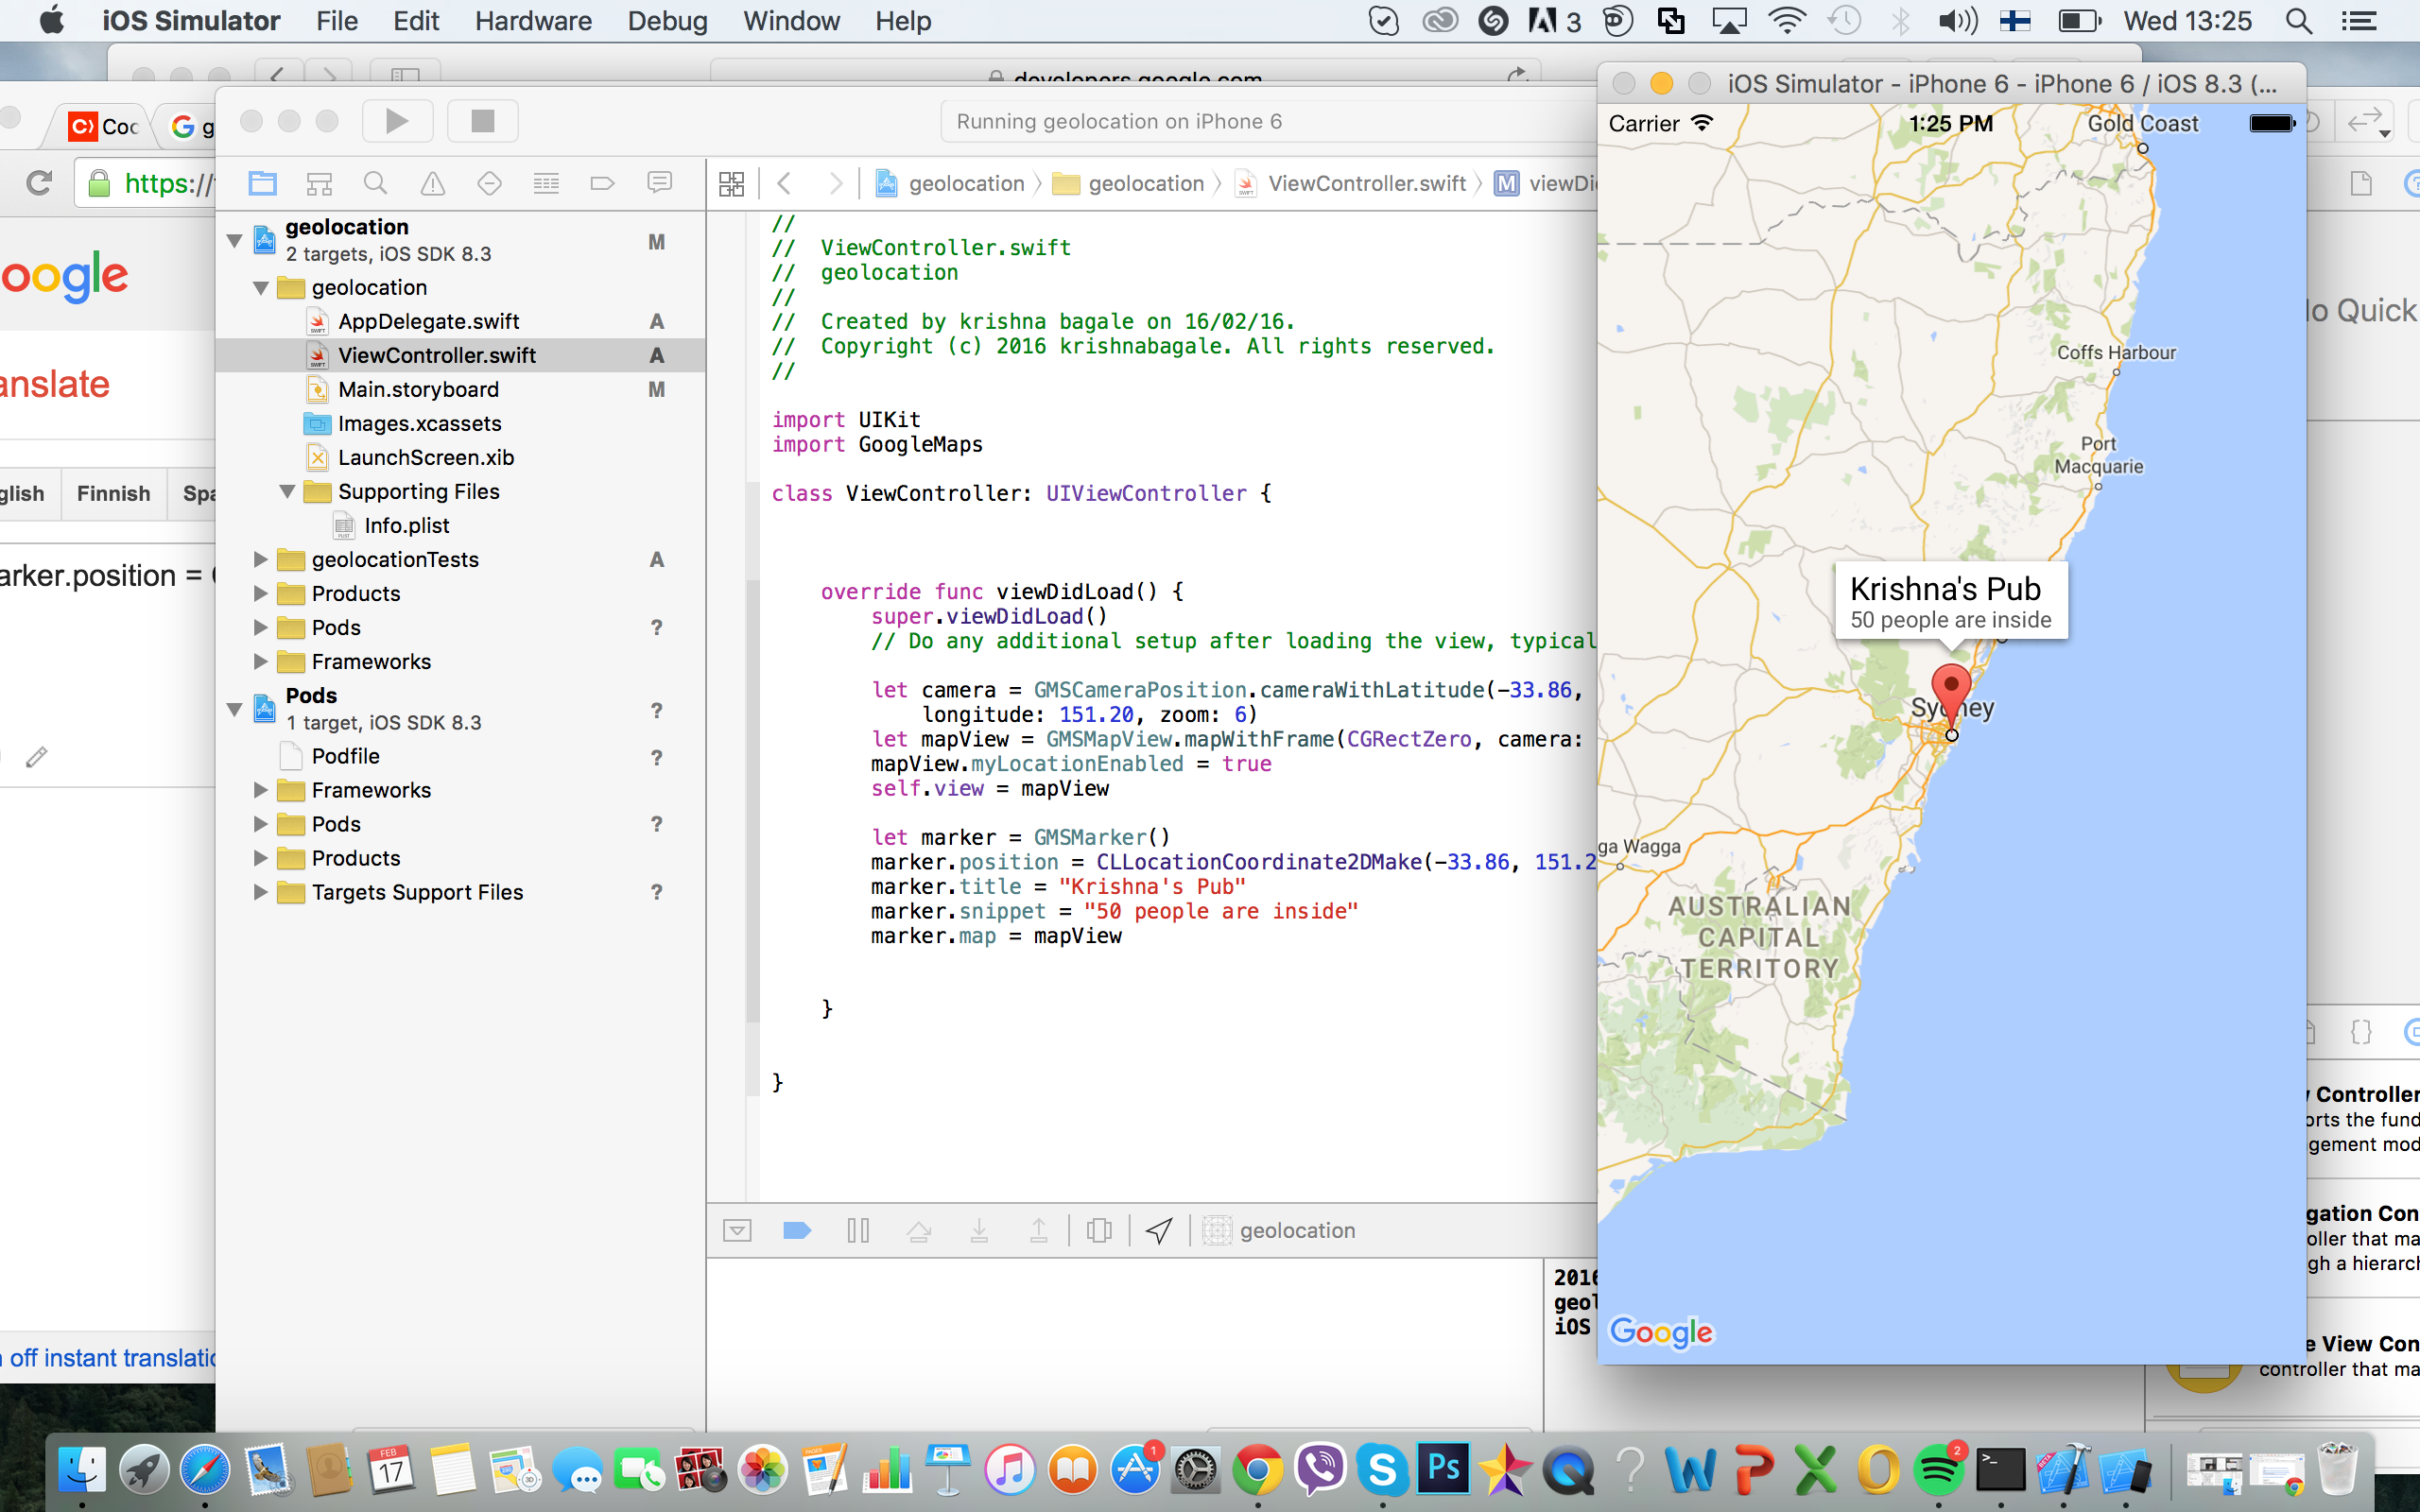 iOS Simulator File Edit Hardware Debug Window Help
3 Wed 13:25
developers.google.com
iOS Simulator - iPhone 6 - iPhone 6 / iOS 8.3 (...
Coc g
Running geolocation on iPhone 6
https://
geolocation geolocation ViewController.swift M viewDi
oogle
anslate
glish Finnish Spa
arker.position =
n off instant translatio
geolocation M
2 targets, iOS SDK 8.3
geolocation
AppDelegate.swift A
ViewController.swift A
Main.storyboard M
Images.xcassets
LaunchScreen.xib
Supporting Files
Info.plist
geolocationTests A
Products
Pods ?
Frameworks
Pods ?
1 target, iOS SDK 8.3
Podfile ?
Frameworks
Pods ?
Products
Targets Support Files ?
//
// ViewController.swift
// geolocation
//
// Created by krishna bagale on 16/02/16.
// Copyright (c) 2016 krishnabagale. All rights reserved.
//
import UIKit
import GoogleMaps
class ViewController: UIViewController {
override func viewDidLoad() {
super.viewDidLoad()
// Do any additional setup after loading the view, typical
let camera = GMSCameraPosition.cameraWithLatitude(-33.86,
longitude: 151.20, zoom: 6)
let mapView = GMSMapView.mapWithFrame(CGRectZero, camera:
mapView.myLocationEnabled = true
self.view = mapView
let marker = GMSMarker()
marker.position = CLLocationCoordinate2DMake(-33.86, 151.2
marker.title = "Krishna's Pub"
marker.snippet = "50 people are inside"
marker.map = mapView
}
}
geolocation
2016
geol
iOS
Carrier 1:25 PM Gold Coast
Coffs Harbour
Port
Macquarie
Krishna's Pub
50 people are inside
Sydney
ga Wagga
AUSTRALIAN
CAPITAL
TERRITORY
Google
lo Quick
Controller
orts the fund
gement mod
gation Con
oller that ma
gh a hierarch
e View Con
controller that ma
FEB
17
PAGES
1
Ps
2